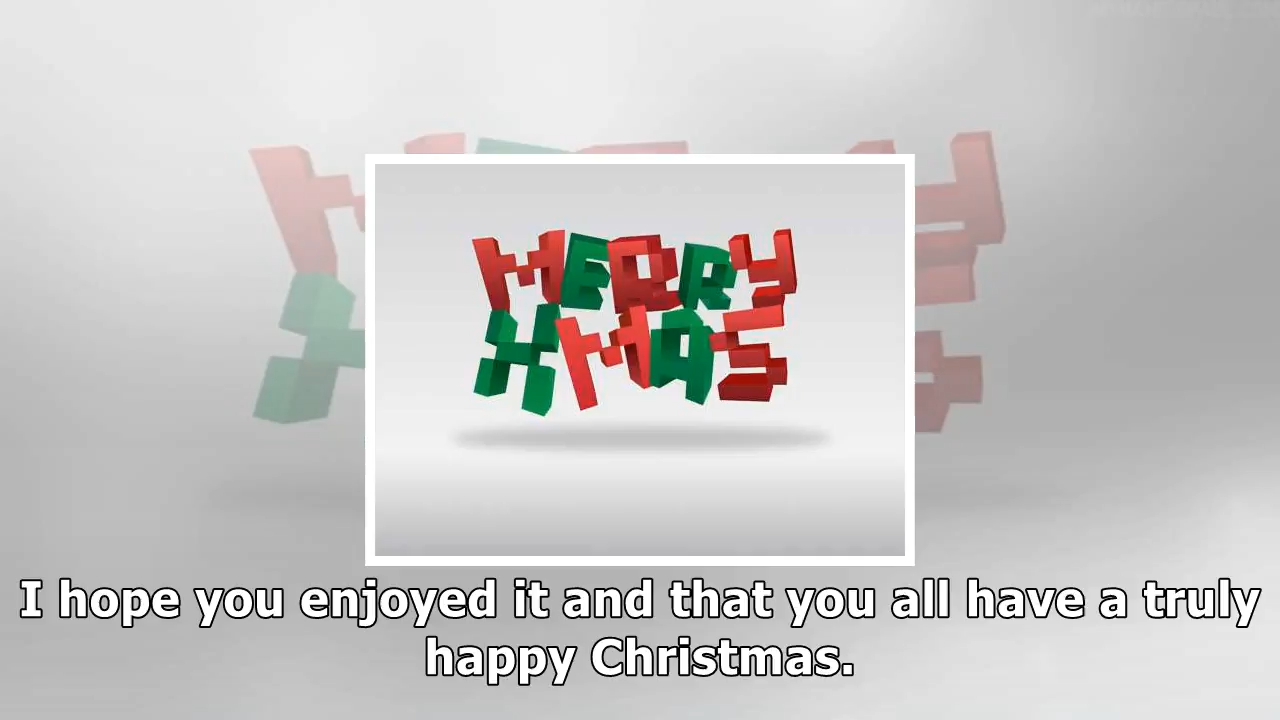 MERRY
XMAS
I hope you enjoyed it and that you all have a truly
happy Christmas.